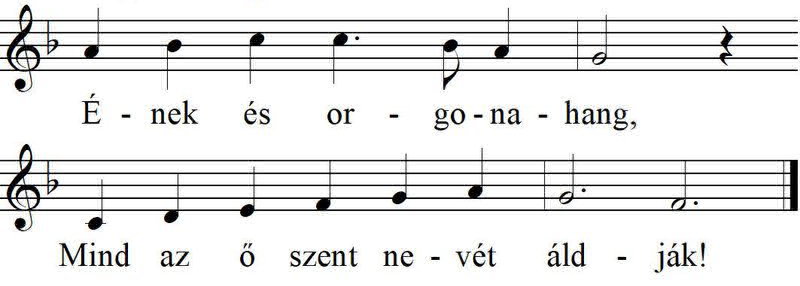 É - nek és or - go - na - hang,
Mind az ő szent ne - vét áld - ják!